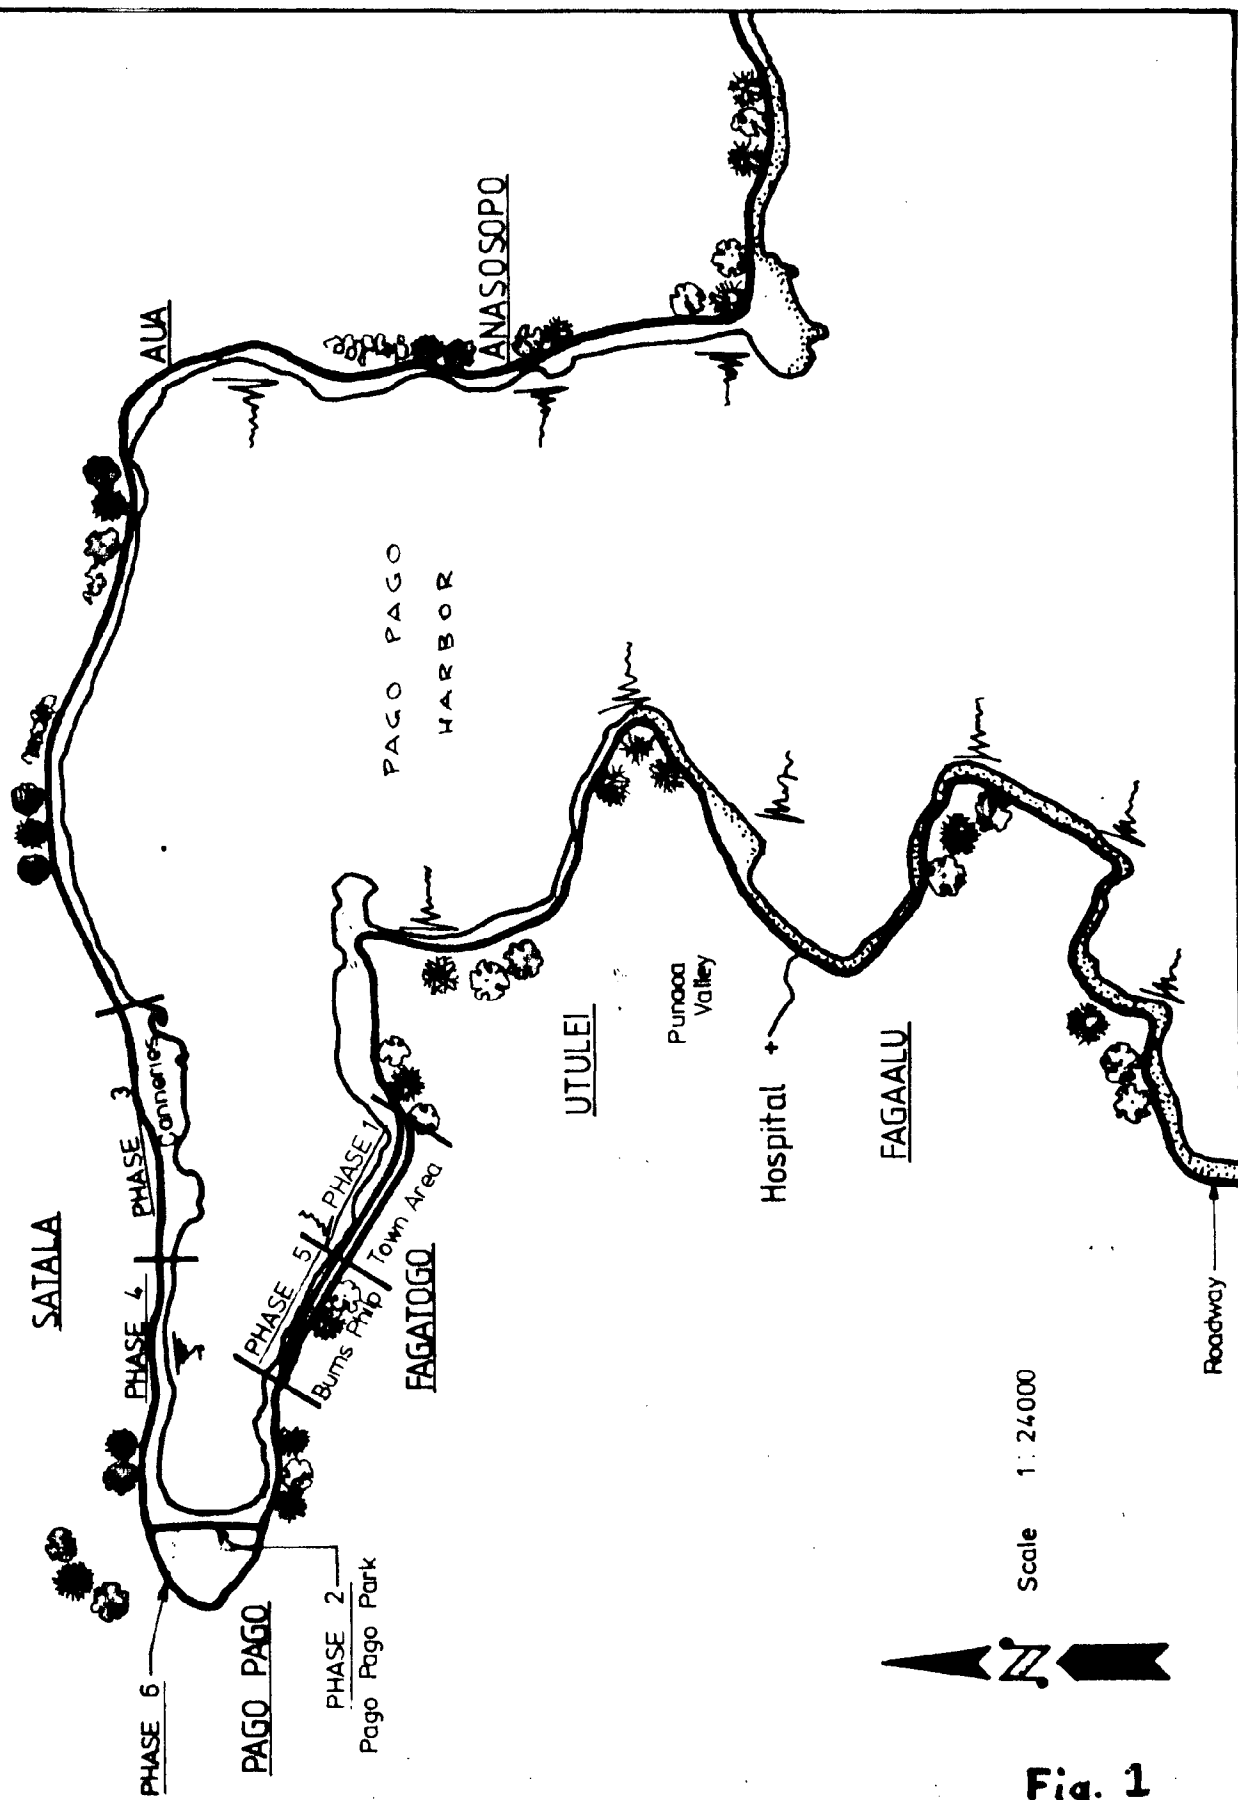 AUA
ANASOSOPO
PAGO PAGO
HARBOR
SATALA
PHASE 3
Canneries
PHASE 4
PHASE 6
PAGO PAGO
PHASE 2
Pago Pago Park
PHASE 5
PHASE 1
Burns Philp
Town Area
FAGATOGO
UTULEI
Punaoa
Valley
Hospital +
FAGAALU
Roadway
Scale 1 : 24000
N
Fig. 1